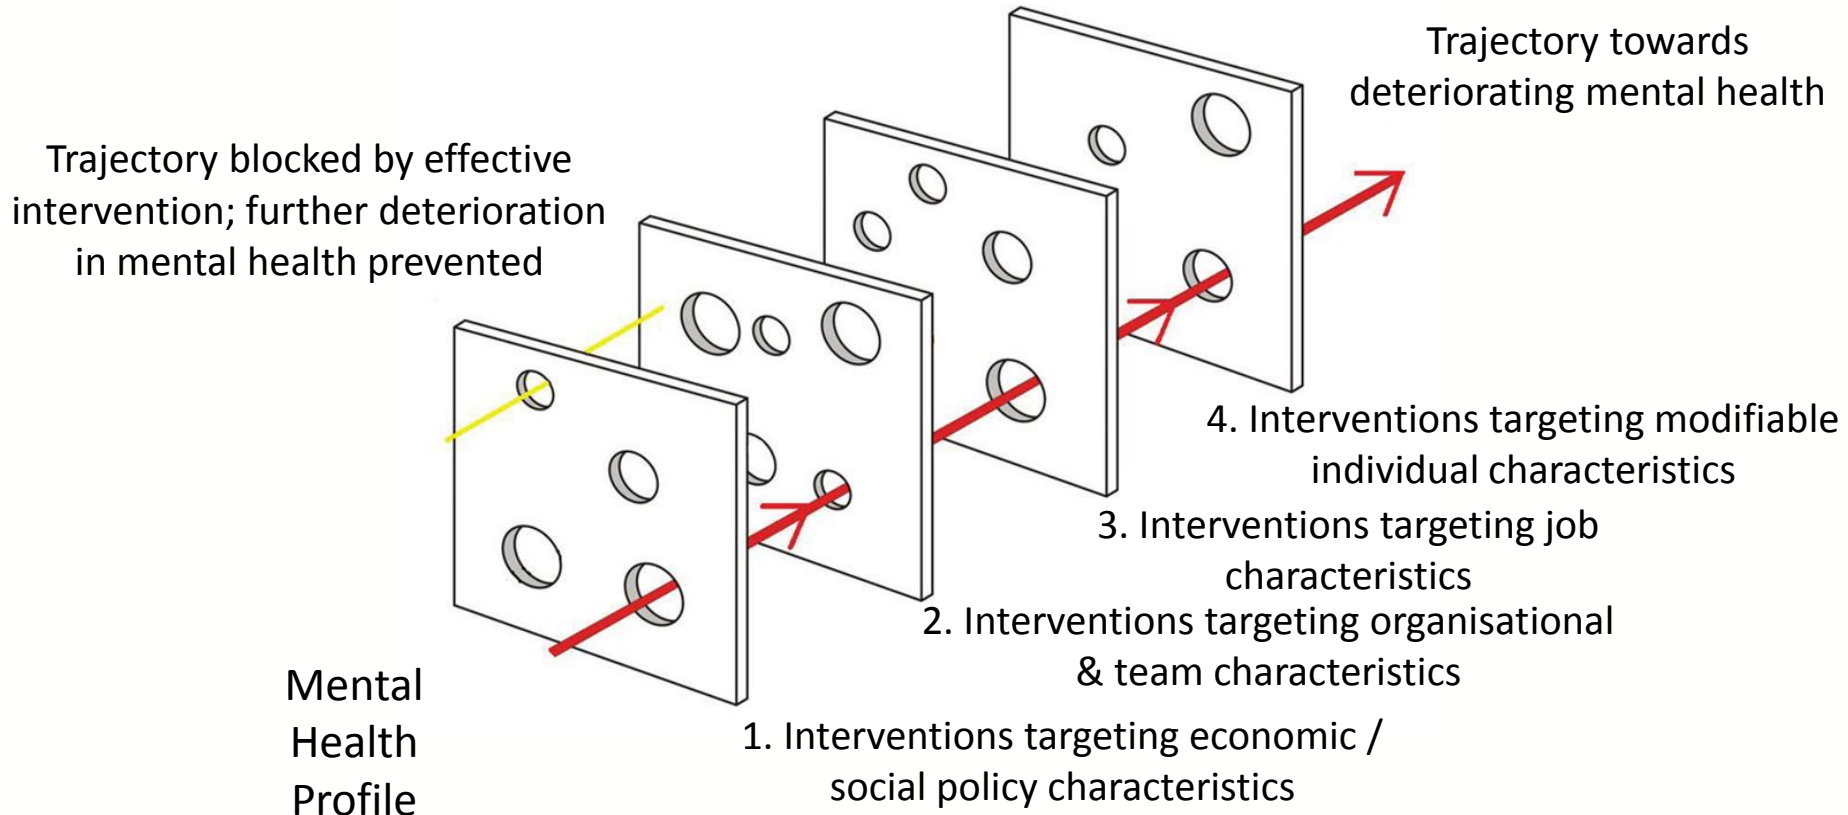 Trajectory towards
deteriorating mental health
Trajectory blocked by effective
intervention; further deterioration
in mental health prevented
4. Interventions targeting modifiable
individual characteristics
3. Interventions targeting job
characteristics
2. Interventions targeting organisational
& team characteristics
1. Interventions targeting economic /
social policy characteristics
Mental
Health
Profile